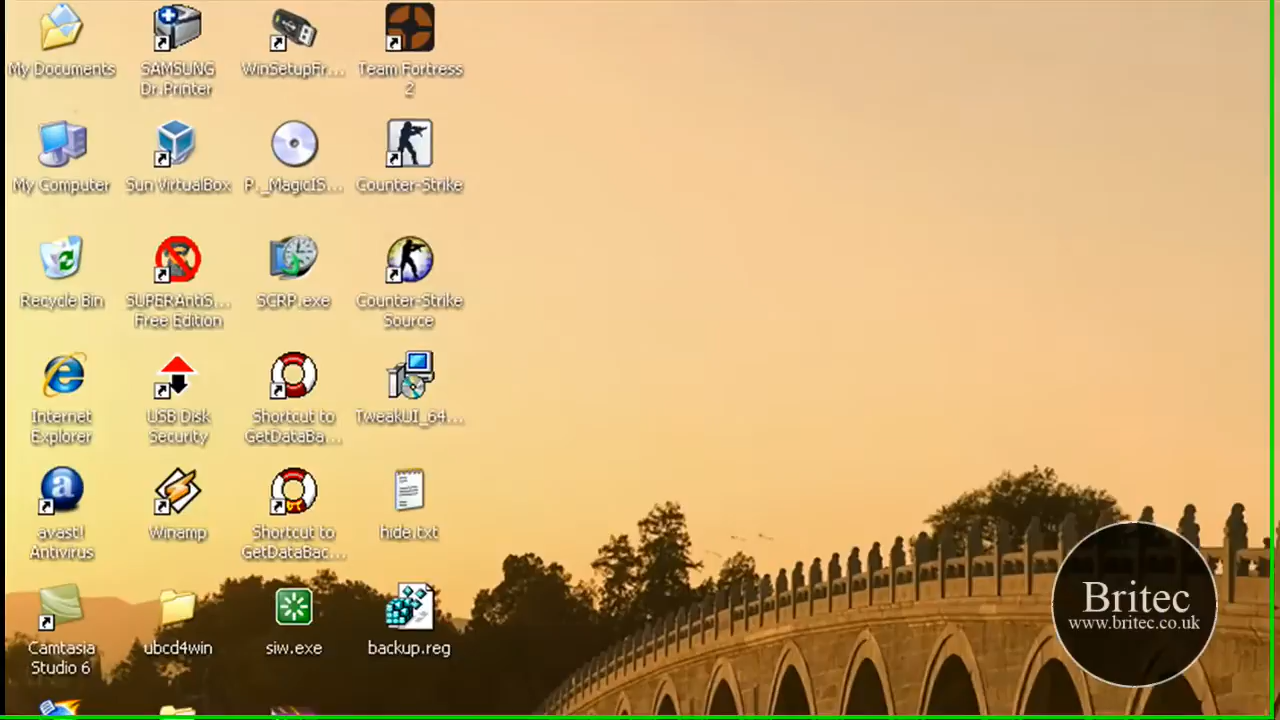 My Documents
SAMSUNG
Dr.Printer
WinSetupFr...
Team Fortress
2
My Computer
Sun VirtualBox
P._MagicIS...
Counter-Strike
Recycle Bin
SUPERAntiS...
Free Edition
SCRP.exe
Counter-Strike
Source
Internet
Explorer
USB Disk
Security
Shortcut to
GetDataBa...
TweakUI_64...
avast!
Antivirus
Winamp
Shortcut to
GetDataBac...
hide.txt
Camtasia
Studio 6
ubcd4win
siw.exe
backup.reg
Britec
www.britec.co.uk